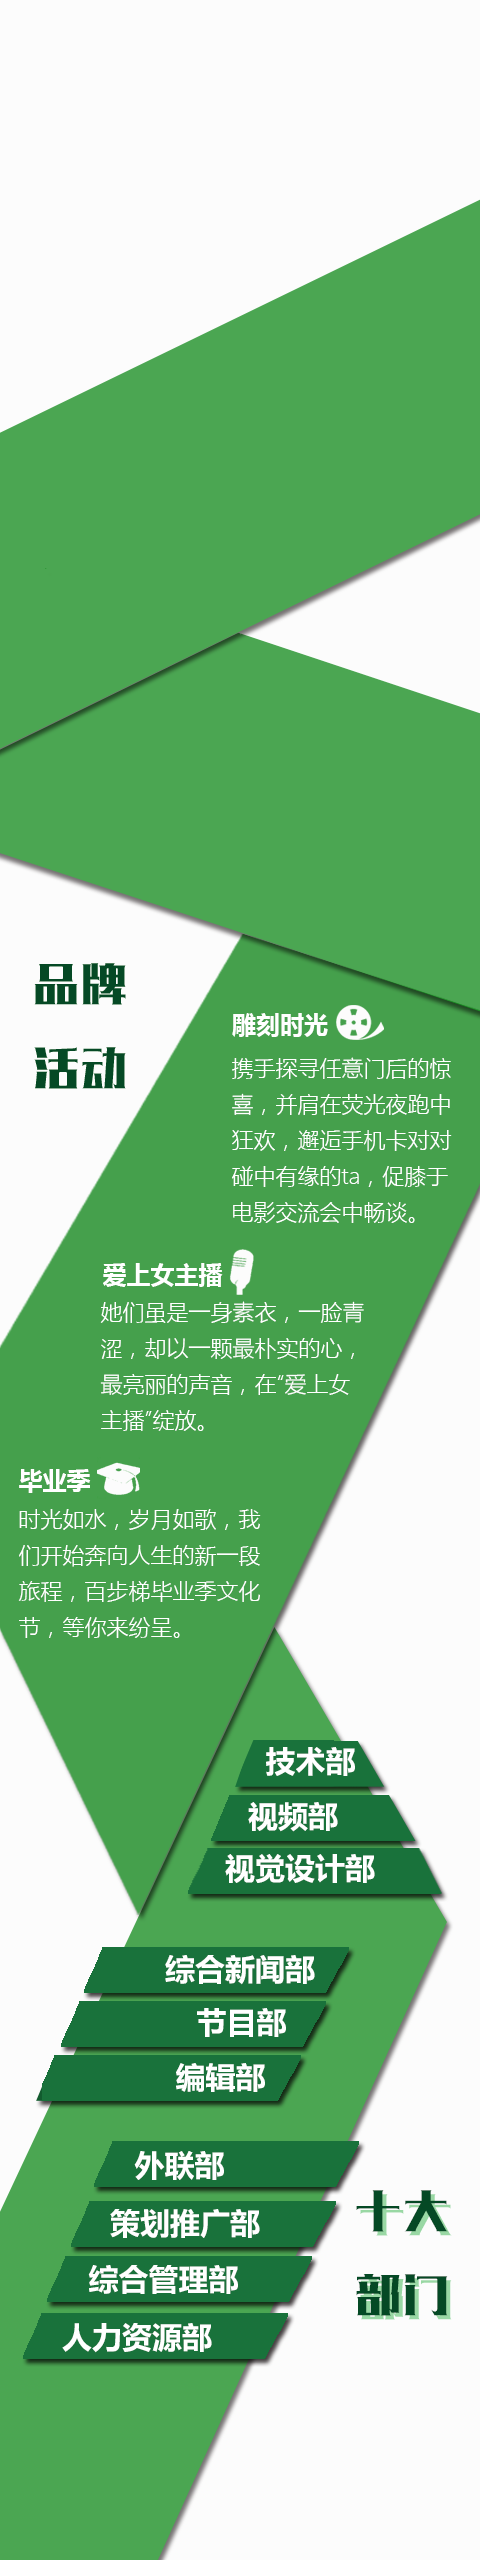 品牌
活动
雕刻时光
携手探寻任意门后的惊
喜，并肩在荧光夜跑中
狂欢，邂逅手机卡对对
碰中有缘的ta，促膝于
电影交流会中畅谈。
爱上女主播
她们虽是一身素衣，一脸青
涩，却以一颗最朴实的心，
最亮丽的声音，在“爱上女
主播”绽放。
毕业季
时光如水，岁月如歌，我
们开始奔向人生的新一段
旅程，百步梯毕业季文化
节，等你来纷呈。
技术部
视频部
视觉设计部
综合新闻部
节目部
编辑部
外联部
策划推广部
综合管理部
人力资源部
十大
部门